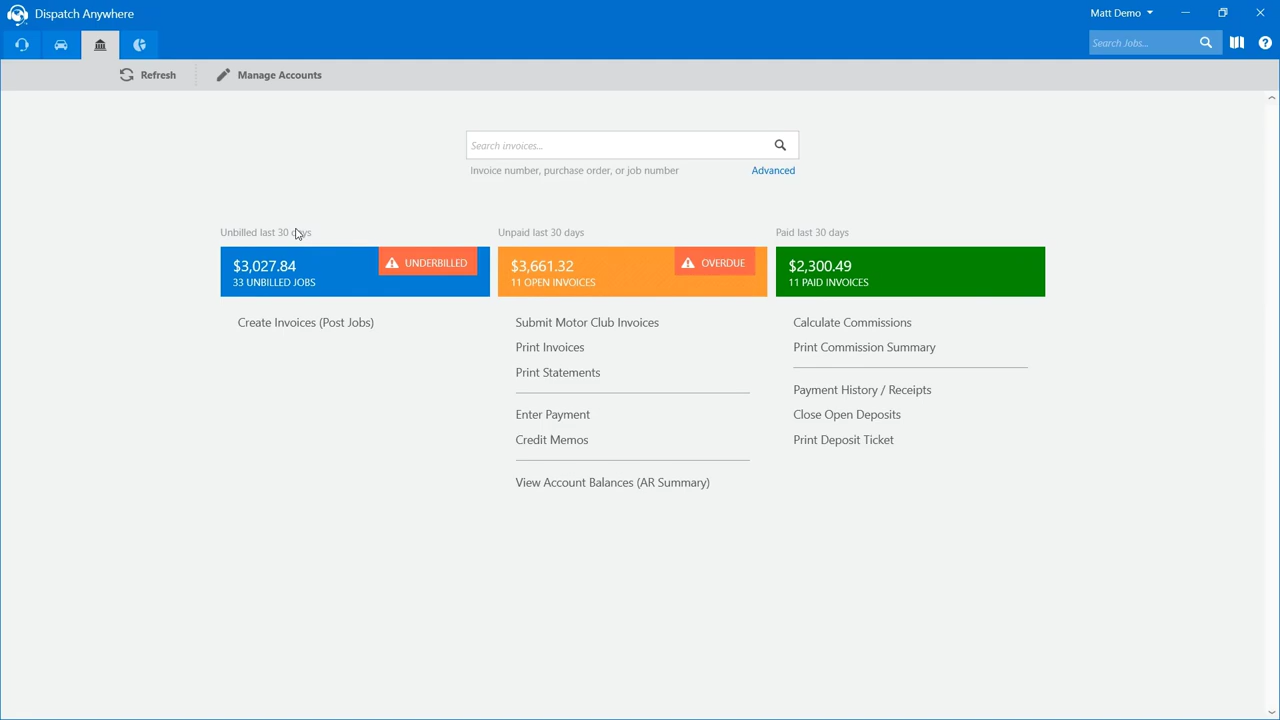 Dispatch Anywhere
Matt Demo
Search Jobs...
Refresh
Manage Accounts
Search invoices...
Invoice number, purchase order, or job number
Advanced
Unbilled last 30 days
$3,027.84
33 UNBILLED JOBS
UNDERBILLED
Create Invoices (Post Jobs)
Unpaid last 30 days
$3,661.32
11 OPEN INVOICES
OVERDUE
Submit Motor Club Invoices
Print Invoices
Print Statements
Enter Payment
Credit Memos
View Account Balances (AR Summary)
Paid last 30 days
$2,300.49
11 PAID INVOICES
Calculate Commissions
Print Commission Summary
Payment History / Receipts
Close Open Deposits
Print Deposit Ticket